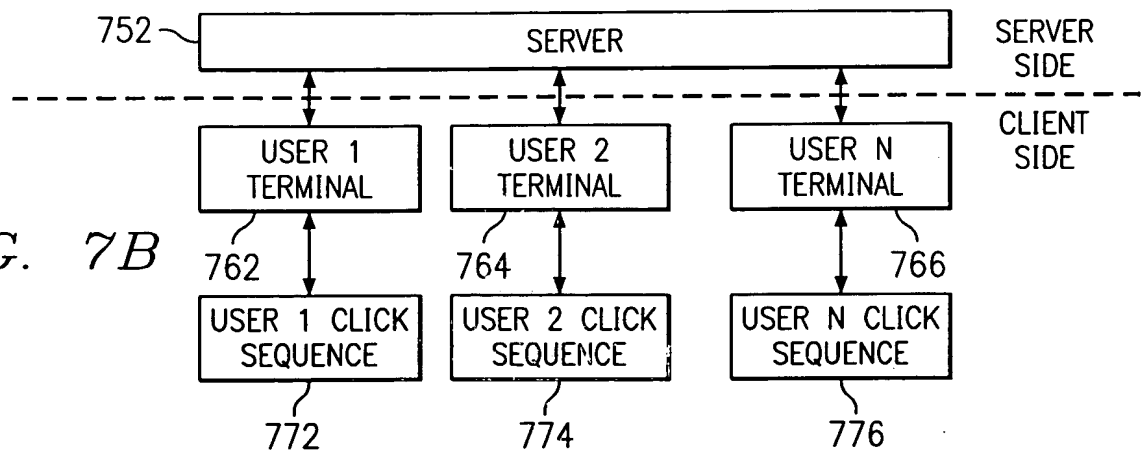 752
SERVER
SERVER
SIDE
CLIENT
SIDE
USER 1
TERMINAL
USER 2
TERMINAL
USER N
TERMINAL
G. 7B
762
764
766
USER 1 CLICK
SEQUENCE
USER 2 CLICK
SEQUENCE
USER N CLICK
SEQUENCE
772
774
776